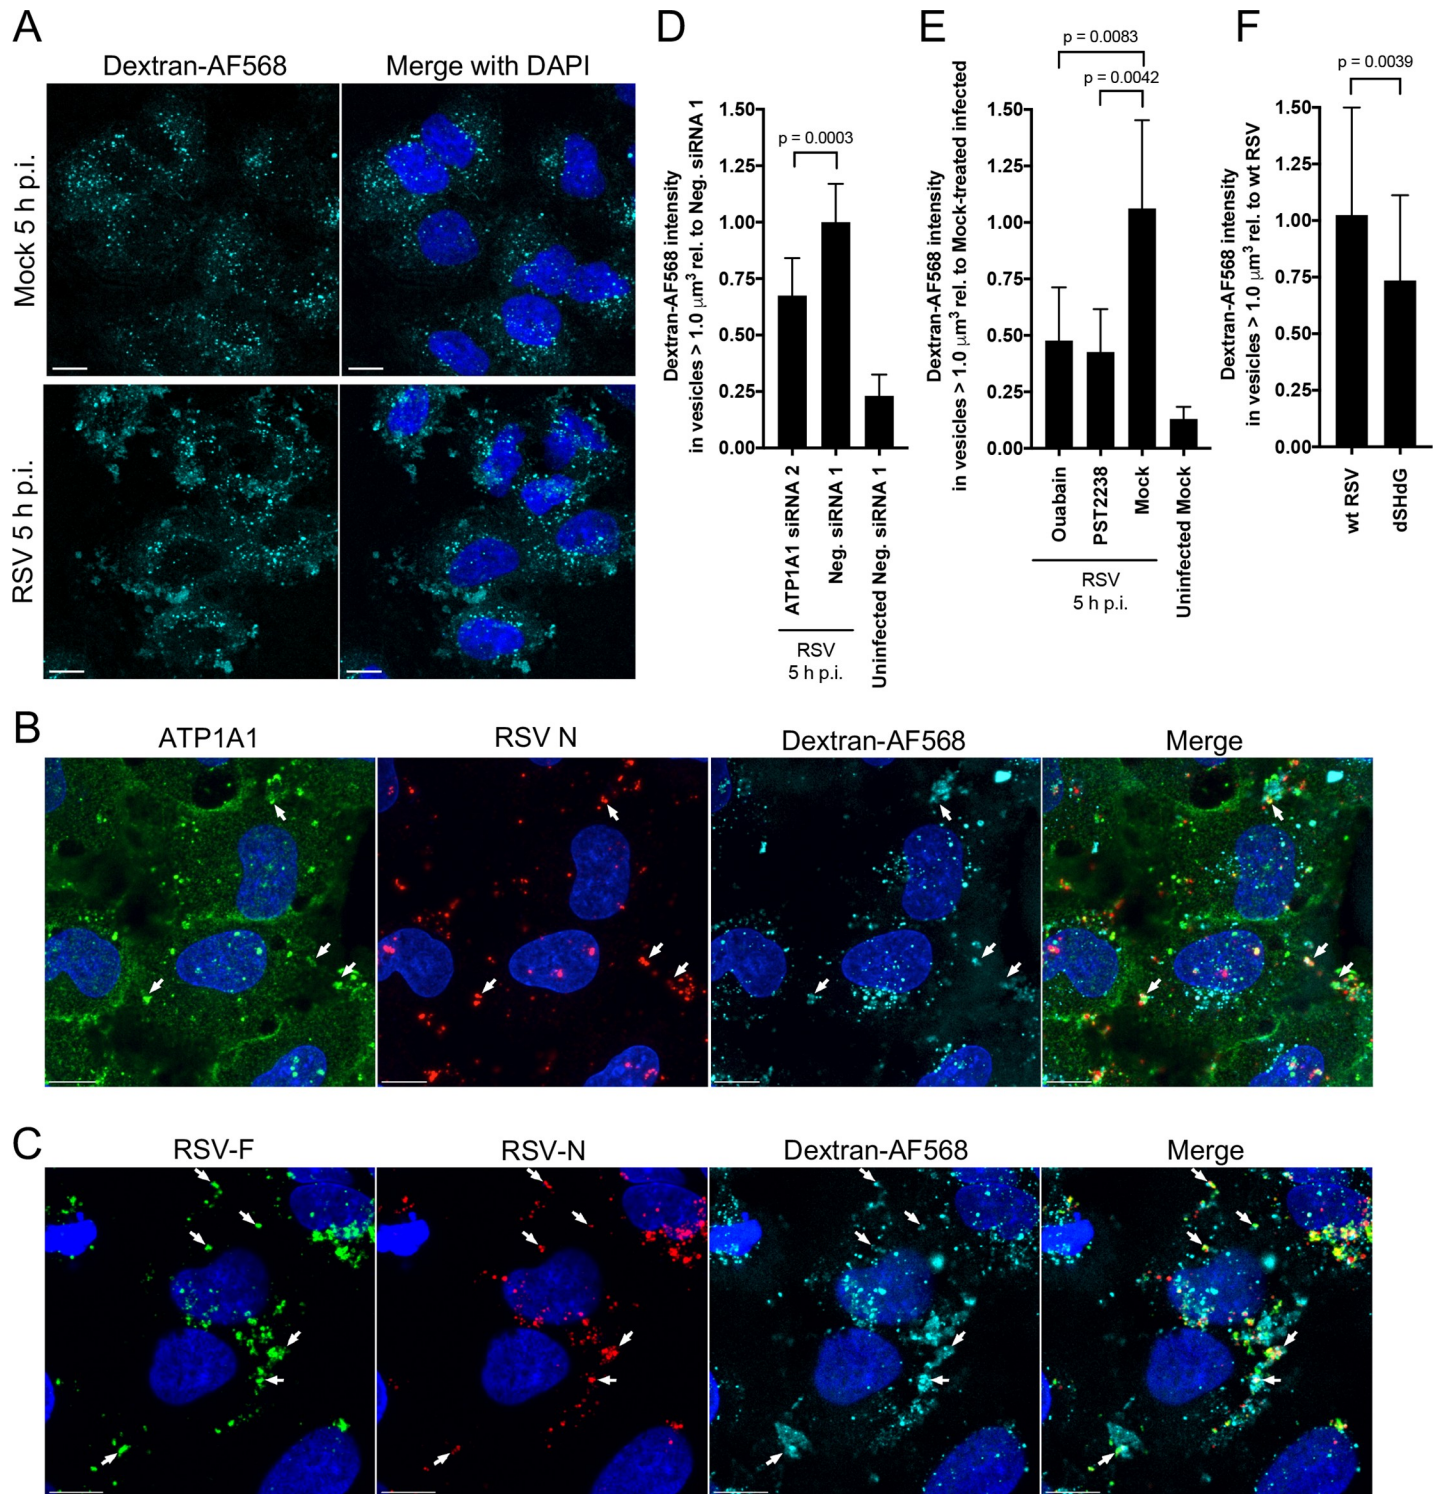 A
Dextran-AF568
Merge with DAPI
Mock 5 h p.i.
RSV 5 h p.i.
D
Dextran-AF568 intensity
in vesicles > 1.0 µm³ rel. to Neg. siRNA 1
1.50
1.25
1.00
0.75
0.50
0.25
0.00
p = 0.0003
ATP1A1 siRNA 2
Neg. siRNA 1
Uninfected Neg. siRNA 1
RSV
5 h p.i.
E
Dextran-AF568 intensity
in vesicles > 1.0 µm³ rel. to Mock-treated infected
1.50
1.25
1.00
0.75
0.50
0.25
0.00
p = 0.0083
p = 0.0042
Ouabain
PST2238
Mock
Uninfected Mock
RSV
5 h p.i.
F
Dextran-AF568 intensity
in vesicles > 1.0 µm³ rel. to wt RSV
1.50
1.25
1.00
0.75
0.50
0.25
0.00
p = 0.0039
wt RSV
dSHdG
B
ATP1A1
RSV N
Dextran-AF568
Merge
C
RSV-F
RSV-N
Dextran-AF568
Merge